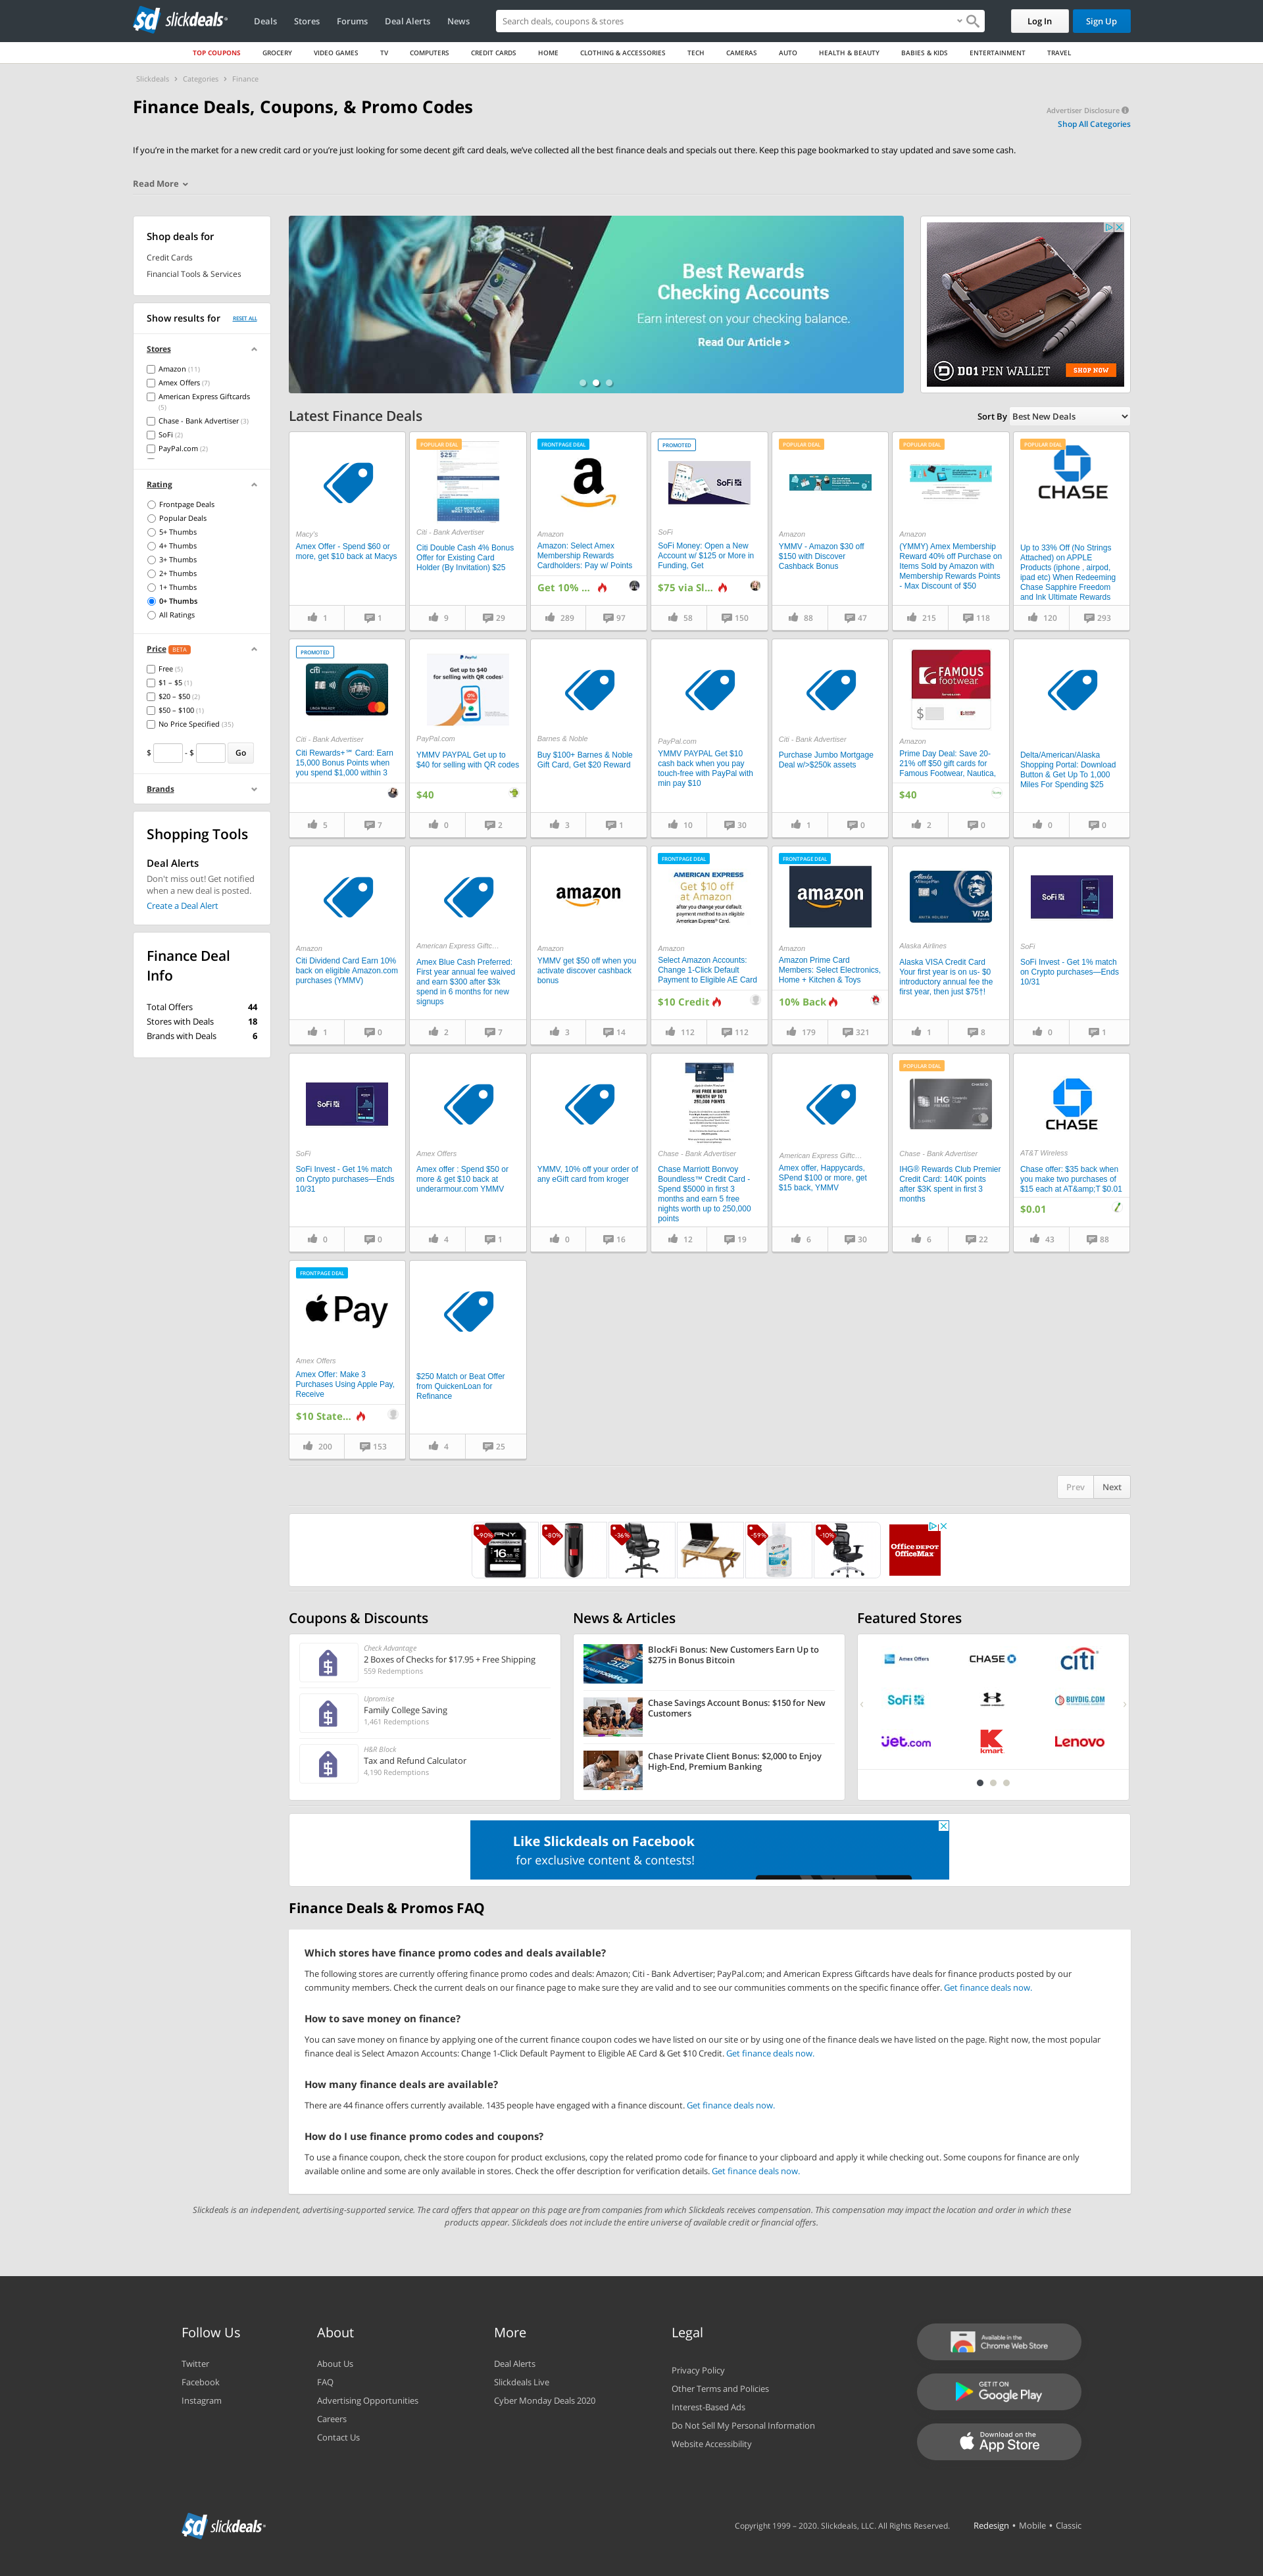 sd slickdeals
Deals Stores Forums Deal Alerts News
Search deals, coupons & stores
Log In
Sign Up
TOP COUPONS GROCERY VIDEO GAMES TV COMPUTERS CREDIT CARDS HOME CLOTHING & ACCESSORIES TECH CAMERAS AUTO HEALTH & BEAUTY BABIES & KIDS ENTERTAINMENT TRAVEL
Slickdeals › Categories › Finance
Finance Deals, Coupons, & Promo Codes
Advertiser Disclosure
Shop All Categories
If you're in the market for a new credit card or you're just looking for some decent gift card deals, we've collected all the best finance deals and specials out there. Keep this page bookmarked to stay updated and save some cash.
Read More
Shop deals for
Credit Cards
Financial Tools & Services
Show results for RESET ALL
Stores
Amazon (11)
Amex Offers (7)
American Express Giftcards
(5)
Chase - Bank Advertiser (3)
SoFi (2)
PayPal.com (2)
Rating
Frontpage Deals
Popular Deals
5+ Thumbs
4+ Thumbs
3+ Thumbs
2+ Thumbs
1+ Thumbs
0+ Thumbs
All Ratings
Price BETA
Free (5)
$1 – $5 (1)
$20 – $50 (2)
$50 – $100 (1)
No Price Specified (35)
$ - $ Go
Brands
Shopping Tools
Deal Alerts
Don't miss out! Get notified
when a new deal is posted.
Create a Deal Alert
Finance Deal
Info
Total Offers 44
Stores with Deals 18
Brands with Deals 6
Best Rewards
Checking Accounts
Earn interest on your checking balance.
Read Our Article >
D01 PEN WALLET SHOP NOW
Latest Finance Deals
Sort By Best New Deals
Macy's
Amex Offer - Spend $60 or
more, get $10 back at Macys
1 1
POPULAR DEAL
$25
GET MORE OF
WHAT YOU WANT
Citi - Bank Advertiser
Citi Double Cash 4% Bonus
Offer for Existing Card
Holder (By Invitation) $25
9 29
FRONTPAGE DEAL
Amazon
Amazon: Select Amex
Membership Rewards
Cardholders: Pay w/ Points
Get 10% ...
289 97
PROMOTED
SoFi
SoFi
SoFi Money: Open a New
Account w/ $125 or More in
Funding, Get
$75 via Sl...
58 150
POPULAR DEAL
Amazon
YMMV - Amazon $30 off
$150 with Discover
Cashback Bonus
88 47
POPULAR DEAL
Amazon
(YMMY) Amex Membership
Reward 40% off Purchase on
Items Sold by Amazon with
Membership Rewards Points
- Max Discount of $50
215 118
POPULAR DEAL
CHASE
Up to 33% Off (No Strings
Attached) on APPLE
Products (iphone , airpod,
ipad etc) When Redeeming
Chase Sapphire Freedom
and Ink Ultimate Rewards
120 293
PROMOTED
citi
Citi - Bank Advertiser
Citi Rewards+℠ Card: Earn
15,000 Bonus Points when
you spend $1,000 within 3
5 7
PayPal
Get up to $40
for selling with QR codes!
PayPal.com
YMMV PAYPAL Get up to
$40 for selling with QR codes
$40
0 2
Barnes & Noble
Buy $100+ Barnes & Noble
Gift Card, Get $20 Reward
3 1
PayPal.com
YMMV PAYPAL Get $10
cash back when you pay
touch-free with PayPal with
min pay $10
10 30
Citi - Bank Advertiser
Purchase Jumbo Mortgage
Deal w/>$250k assets
1 0
FAMOUS
footwear
$
Amazon
Prime Day Deal: Save 20-
21% off $50 gift cards for
Famous Footwear, Nautica,
$40
2 0
Delta/American/Alaska
Shopping Portal: Download
Button & Get Up To 1,000
Miles For Spending $25
0 0
Amazon
Citi Dividend Card Earn 10%
back on eligible Amazon.com
purchases (YMMV)
1 0
American Express Giftc...
Amex Blue Cash Preferred:
First year annual fee waived
and earn $300 after $3k
spend in 6 months for new
signups
2 7
amazon
Amazon
YMMV get $50 off when you
activate discover cashback
bonus
3 14
FRONTPAGE DEAL
AMERICAN EXPRESS
Get $10 off
at Amazon
after you change your default
payment method to an eligible
American Express® Card.
Amazon
Select Amazon Accounts:
Change 1-Click Default
Payment to Eligible AE Card
$10 Credit
112 112
FRONTPAGE DEAL
amazon
Amazon
Amazon Prime Card
Members: Select Electronics,
Home + Kitchen & Toys
10% Back
179 321
Alaska
VISA
Alaska Airlines
Alaska VISA Credit Card
Your first year is on us- $0
introductory annual fee the
first year, then just $75†!
1 8
SoFi
SoFi
SoFi Invest - Get 1% match
on Crypto purchases—Ends
10/31
0 1
SoFi
SoFi
SoFi Invest - Get 1% match
on Crypto purchases—Ends
10/31
0 0
Amex Offers
Amex offer : Spend $50 or
more & get $10 back at
underarmour.com YMMV
4 1
YMMV, 10% off your order of
any eGift card from kroger
0 16
FIVE FREE NIGHTS
WORTH UP TO
250,000 POINTS
Chase - Bank Advertiser
Chase Marriott Bonvoy
Boundless™ Credit Card -
Spend $5000 in first 3
months and earn 5 free
nights worth up to 250,000
points
12 19
American Express Giftc...
Amex offer, Happycards,
SPend $100 or more, get
$15 back, YMMV
6 30
POPULAR DEAL
CHASE
IHG
Chase - Bank Advertiser
IHG® Rewards Club Premier
Credit Card: 140K points
after $3K spent in first 3
months
6 22
CHASE
AT&T Wireless
Chase offer: $35 back when
you make two purchases of
$15 each at AT&amp;T $0.01
$0.01
43 88
FRONTPAGE DEAL
Pay
Amex Offers
Amex Offer: Make 3
Purchases Using Apple Pay,
Receive
$10 State...
200 153
$250 Match or Beat Offer
from QuickenLoan for
Refinance
4 25
Prev Next
-90% -80% -36% -59% -10%
PNY
16
Office DEPOT
OfficeMax
Coupons & Discounts
Check Advantage
2 Boxes of Checks for $17.95 + Free Shipping
559 Redemptions
Upromise
Family College Saving
1,461 Redemptions
H&R Block
Tax and Refund Calculator
4,190 Redemptions
News & Articles
BlockFi Bonus: New Customers Earn Up to
$275 in Bonus Bitcoin
Chase Savings Account Bonus: $150 for New
Customers
Chase Private Client Bonus: $2,000 to Enjoy
High-End, Premium Banking
Featured Stores
Amex Offers CHASE citi
SoFi UNDER ARMOUR BUYDIG.COM
jet.com kmart Lenovo
Like Slickdeals on Facebook
for exclusive content & contests!
Finance Deals & Promos FAQ
Which stores have finance promo codes and deals available?
The following stores are currently offering finance promo codes and deals: Amazon; Citi - Bank Advertiser; PayPal.com; and American Express Giftcards have deals for finance products posted by our
community members. Check the current deals on our finance page to make sure they are valid and to see our communities comments on the specific finance offer. Get finance deals now.
How to save money on finance?
You can save money on finance by applying one of the current finance coupon codes we have listed on our site or by using one of the finance deals we have listed on the page. Right now, the most popular
finance deal is Select Amazon Accounts: Change 1-Click Default Payment to Eligible AE Card & Get $10 Credit. Get finance deals now.
How many finance deals are available?
There are 44 finance offers currently available. 1435 people have engaged with a finance discount. Get finance deals now.
How do I use finance promo codes and coupons?
To use a finance coupon, check the store coupon for product exclusions, copy the related promo code for finance to your clipboard and apply it while checking out. Some coupons for finance are only
available online and some are only available in stores. Check the offer description for verification details. Get finance deals now.
Slickdeals is an independent, advertising-supported service. The card offers that appear on this page are from companies from which Slickdeals receives compensation. This compensation may impact the location and order in which these
products appear. Slickdeals does not include the entire universe of available credit or financial offers.
Follow Us
Twitter
Facebook
Instagram
About
About Us
FAQ
Advertising Opportunities
Careers
Contact Us
More
Deal Alerts
Slickdeals Live
Cyber Monday Deals 2020
Legal
Privacy Policy
Other Terms and Policies
Interest-Based Ads
Do Not Sell My Personal Information
Website Accessibility
Available in the
Chrome Web Store
GET IT ON
Google Play
Download on the
App Store
sd slickdeals
Copyright 1999 – 2020. Slickdeals, LLC. All Rights Reserved. Redesign • Mobile • Classic